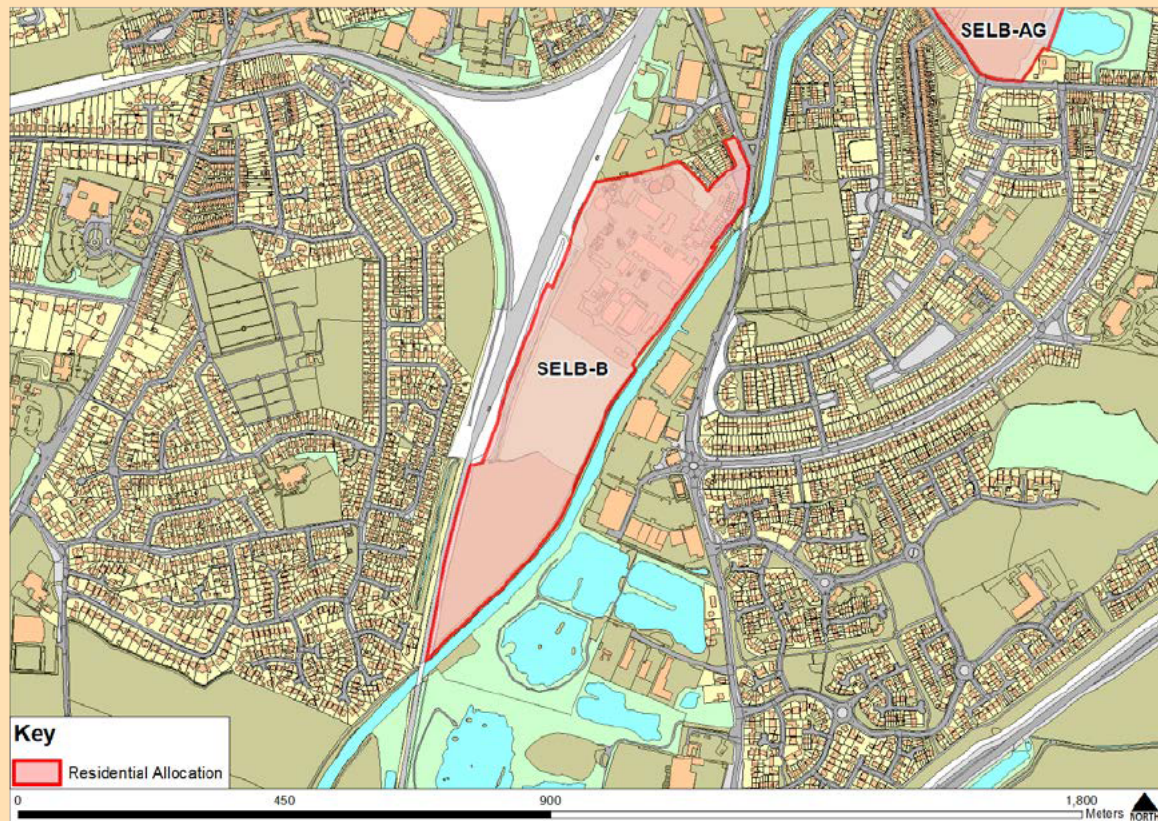 SELB-AG
SELB-B
Key
Residential Allocation
0 450 900 1,800
Meters NORTH